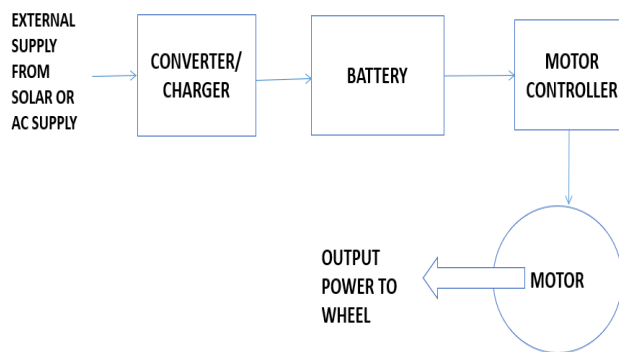 EXTERNAL
SUPPLY
FROM
SOLAR OR
AC SUPPLY
CONVERTER/
CHARGER
BATTERY
MOTOR
CONTROLLER
OUTPUT
POWER TO
WHEEL
MOTOR